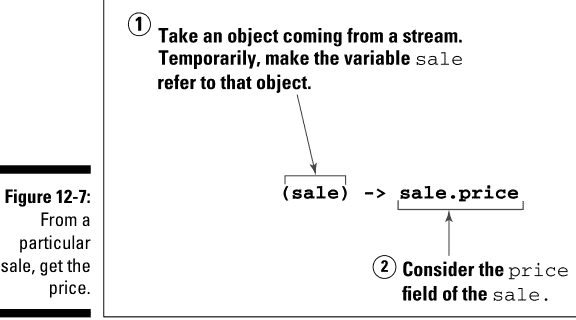 1 Take an object coming from a stream.
Temporarily, make the variable sale
refer to that object.
(sale) -> sale.price
2 Consider the price
field of the sale.
Figure 12-7:
From a
particular
sale, get the
price.